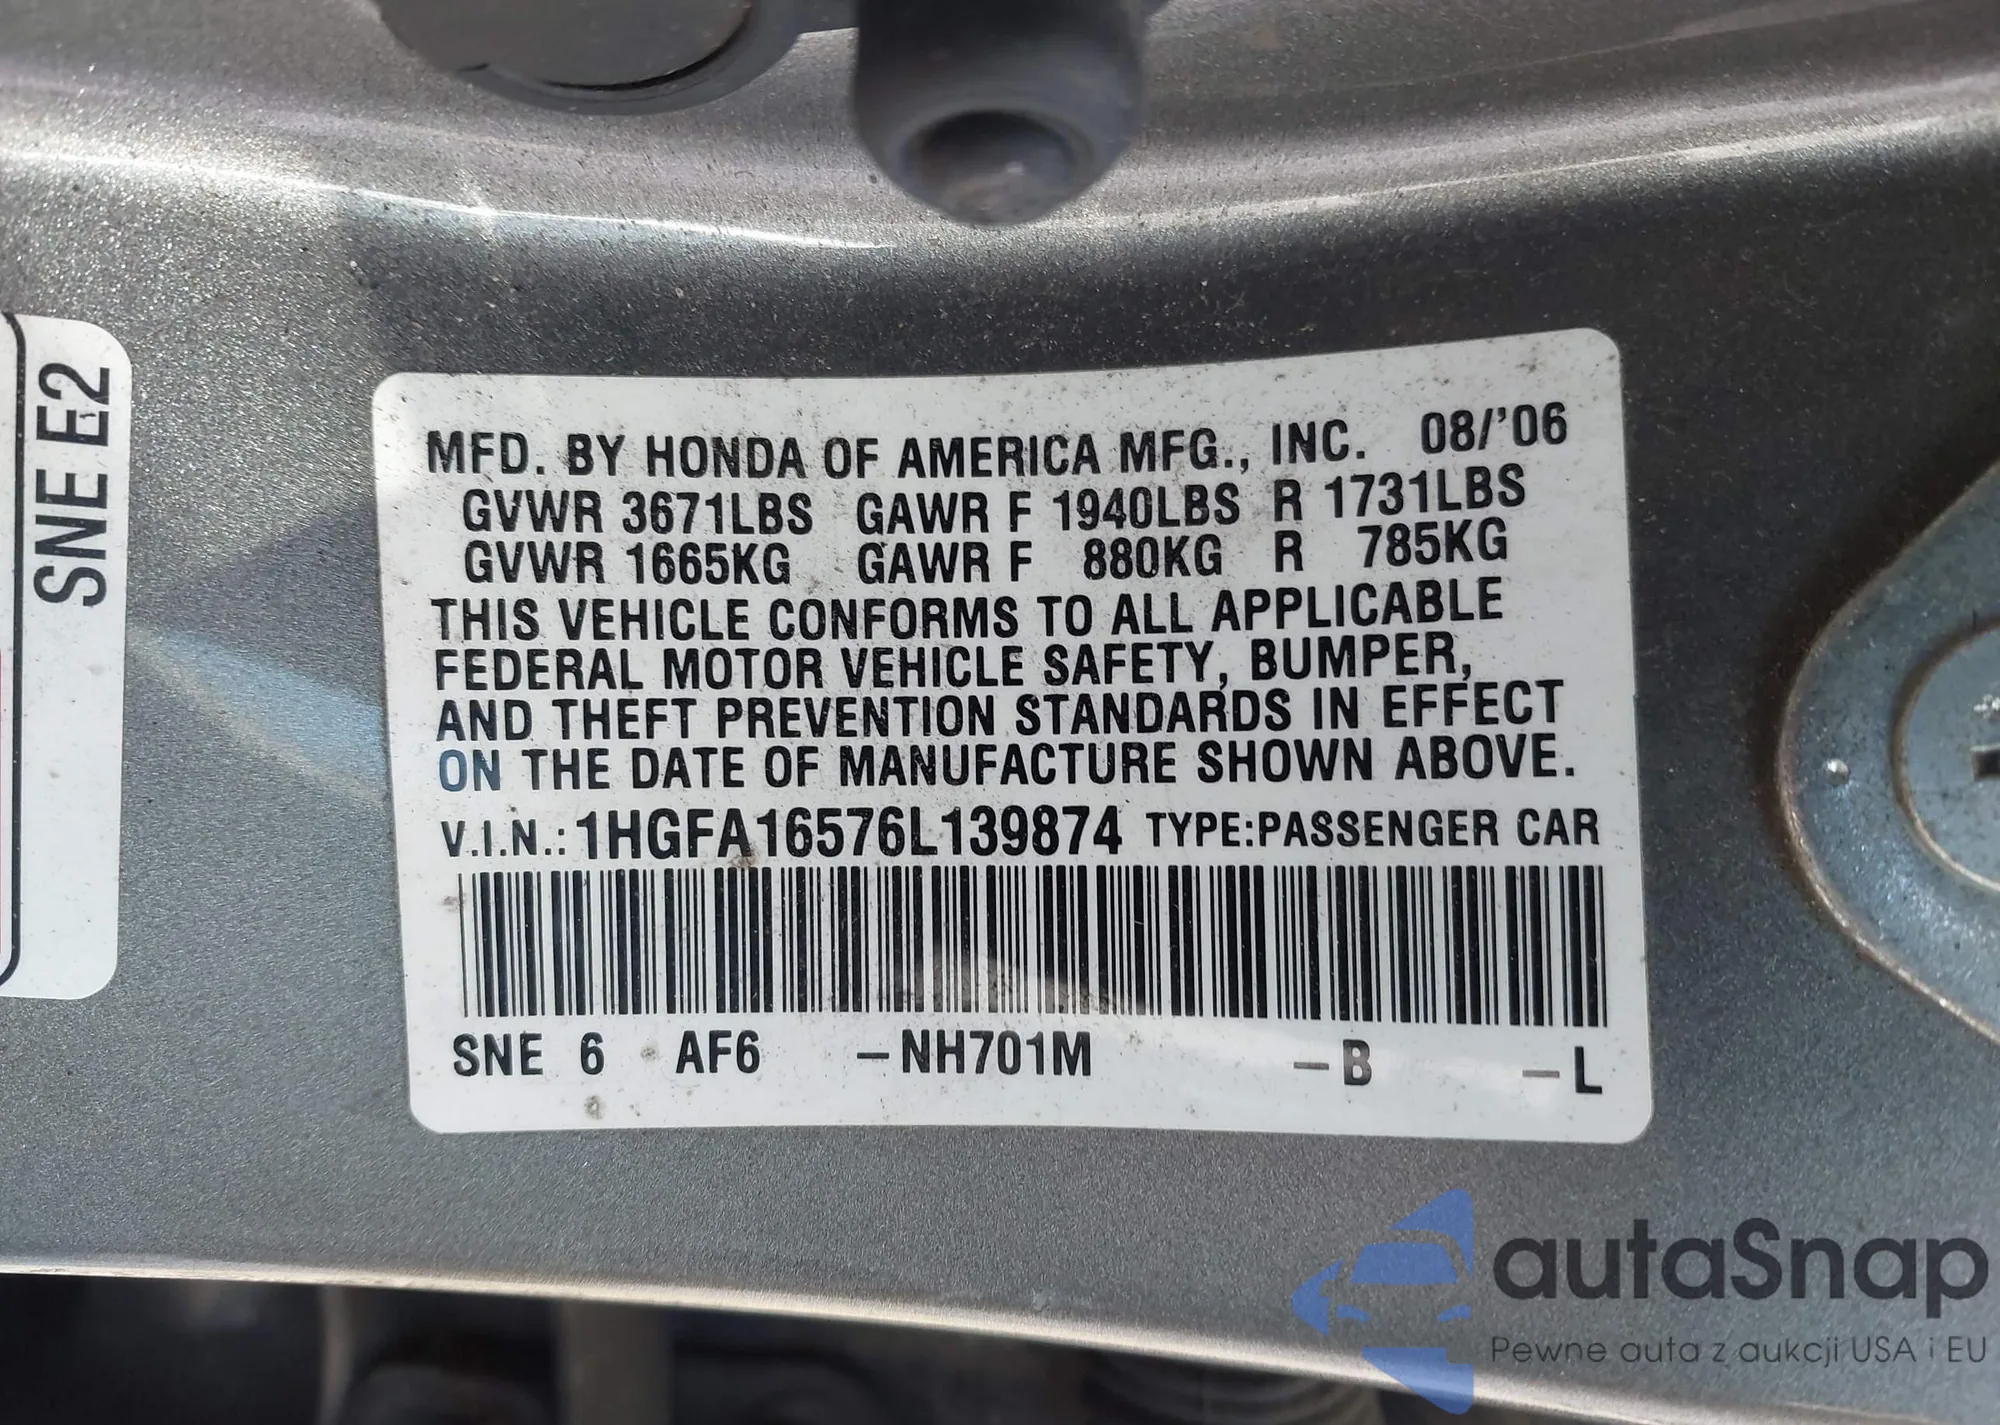 SNE E2
MFD. BY HONDA OF AMERICA MFG., INC. 08/'06
GVWR 3671LBS GAWR F 1940LBS R 1731LBS
GVWR 1665KG GAWR F 880KG R 785KG
THIS VEHICLE CONFORMS TO ALL APPLICABLE
FEDERAL MOTOR VEHICLE SAFETY, BUMPER,
AND THEFT PREVENTION STANDARDS IN EFFECT
ON THE DATE OF MANUFACTURE SHOWN ABOVE.
V.I.N.: 1HGFA16576L139874 TYPE:PASSENGER CAR
SNE 6 AF6 –NH701M –B –L
autaSnap
Pewne auta z aukcji USA i EU